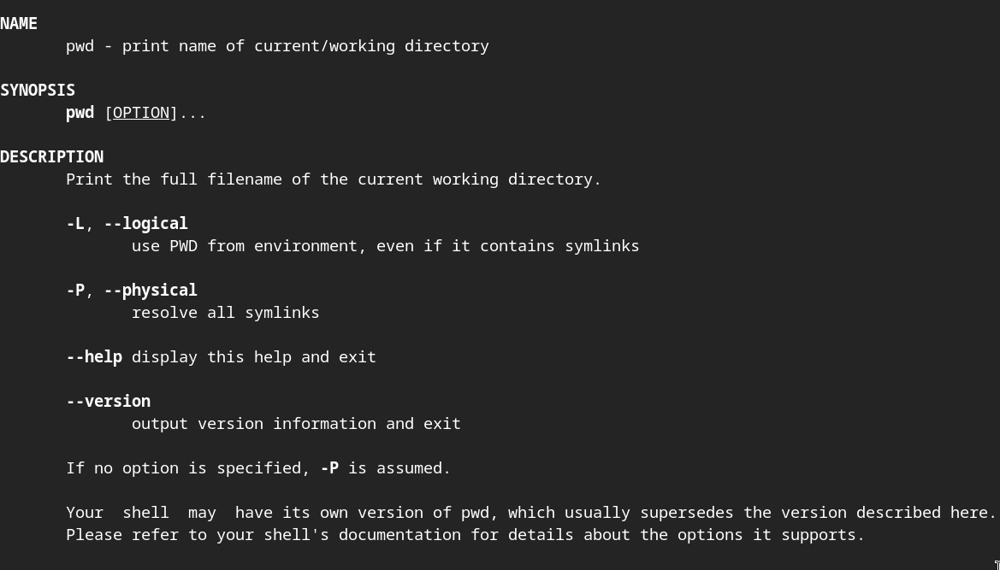 NAME
pwd - print name of current/working directory
SYNOPSIS
pwd [OPTION]...
DESCRIPTION
Print the full filename of the current working directory.
-L, --logical
use PWD from environment, even if it contains symlinks
-P, --physical
resolve all symlinks
--help display this help and exit
--version
output version information and exit
If no option is specified, -P is assumed.
Your  shell  may  have its own version of pwd, which usually supersedes the version described here.
Please refer to your shell's documentation for details about the options it supports.